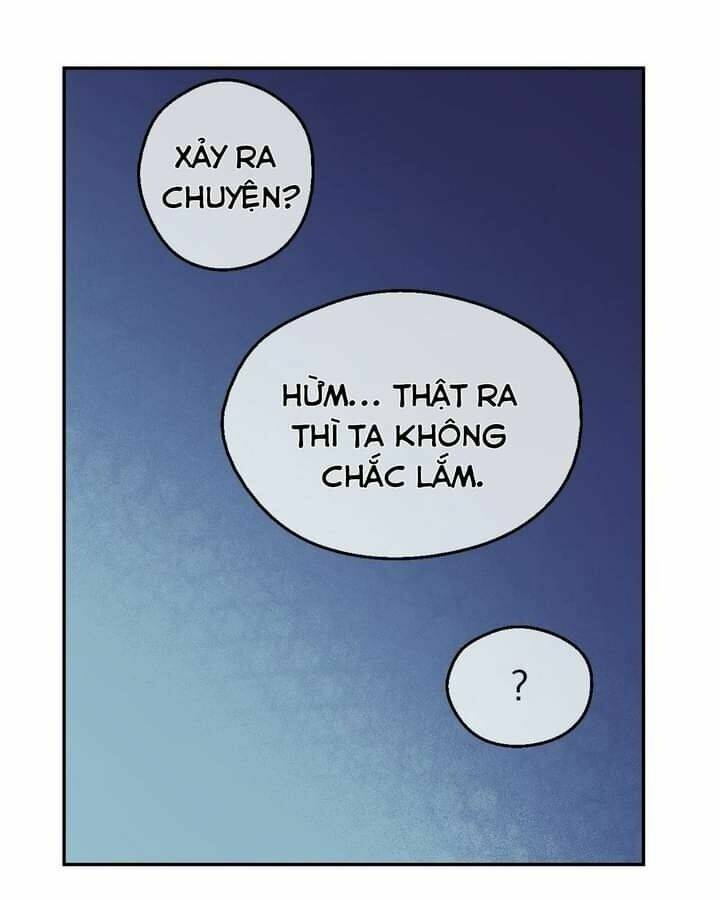 XẢY RA
CHUYỆN?
HỪM... THẬT RA
THÌ TA KHÔNG
CHẮC LẮM.
?